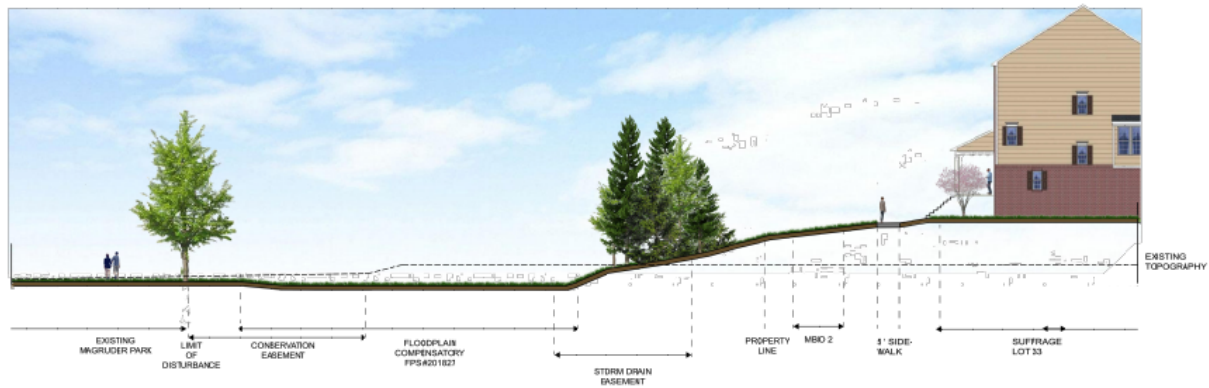 EXISTING
TOPOGRAPHY
EXISTING
MAGRUDER PARK
LIMIT
OF
DISTURBANCE
CONSERVATION
EASEMENT
FLOODPLAIN
COMPENSATORY
FPS#201827
STORM DRAIN
EASEMENT
PROPERTY
LINE
MBIO 2
5' SIDE-
WALK
SUFFRAGE
LOT 33